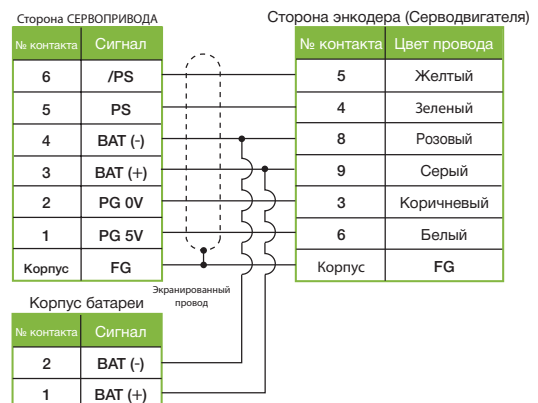 Сторона СЕРВОПРИВОДА
Сторона энкодера (Серводвигателя)
№ контакта Сигнал
№ контакта Цвет провода
6 /PS 5 Желтый
5 PS 4 Зеленый
4 BAT (-) 8 Розовый
3 BAT (+) 9 Серый
2 PG 0V 3 Коричневый
1 PG 5V 6 Белый
Корпус FG Корпус FG
Экранированный
провод
Корпус батареи
№ контакта Сигнал
2 BAT (-)
1 BAT (+)